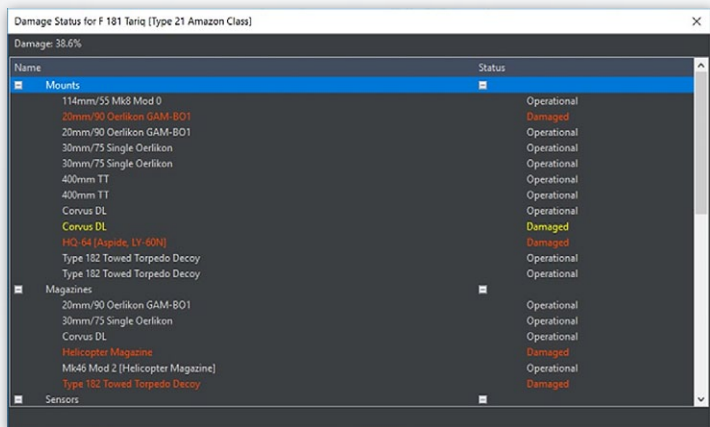 Damage Status for F 181 Tariq [Type 21 Amazon Class]
Damage: 38.6%
Name Status
Mounts
114mm/55 Mk8 Mod 0 Operational
20mm/90 Oerlikon GAM-BO1 Damaged
20mm/90 Oerlikon GAM-BO1 Operational
30mm/75 Single Oerlikon Operational
30mm/75 Single Oerlikon Operational
400mm TT Operational
400mm TT Operational
Corvus DL Operational
Corvus DL Damaged
HQ-64 [Aspide, LY-60N] Damaged
Type 182 Towed Torpedo Decoy Operational
Type 182 Towed Torpedo Decoy Operational
Magazines
20mm/90 Oerlikon GAM-BO1 Operational
30mm/75 Single Oerlikon Operational
Corvus DL Operational
Helicopter Magazine Damaged
Mk46 Mod 2 [Helicopter Magazine] Operational
Type 182 Towed Torpedo Decoy Damaged
Sensors